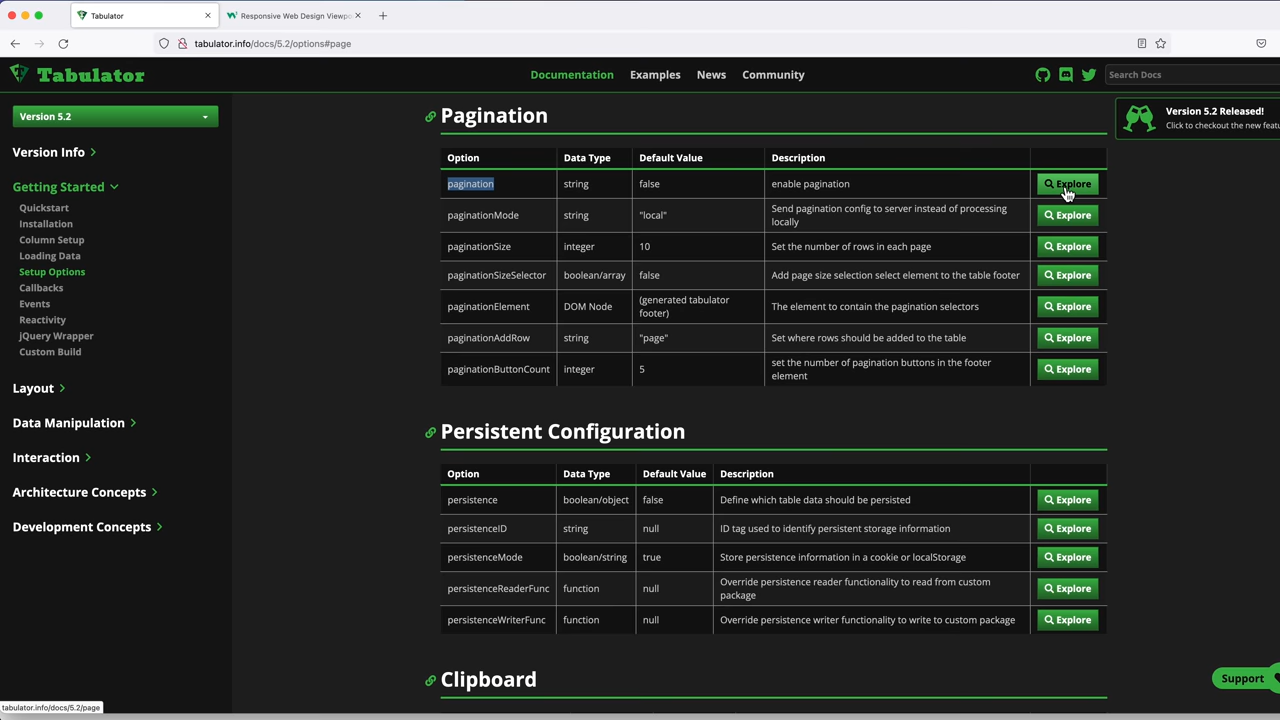 Tabulator
Responsive Web Design Viewpo
tabulator.info/docs/5.2/options#page
Tabulator
Documentation
Examples
News
Community
Search Docs
Version 5.2
Version Info
Getting Started
Quickstart
Installation
Column Setup
Loading Data
Setup Options
Callbacks
Events
Reactivity
jQuery Wrapper
Custom Build
Layout
Data Manipulation
Interaction
Architecture Concepts
Development Concepts
Pagination
Option Data Type Default Value Description
pagination string false enable pagination Explore
paginationMode string "local" Send pagination config to server instead of processing
locally
Explore
paginationSize integer 10 Set the number of rows in each page Explore
paginationSizeSelector boolean/array false Add page size selection select element to the table footer Explore
paginationElement DOM Node (generated tabulator
footer)
The element to contain the pagination selectors Explore
paginationAddRow string "page" Set where rows should be added to the table Explore
paginationButtonCount integer 5 set the number of pagination buttons in the footer
element
Explore
Persistent Configuration
Option Data Type Default Value Description
persistence boolean/object false Define which table data should be persisted Explore
persistenceID string null ID tag used to identify persistent storage information Explore
persistenceMode boolean/string true Store persistence information in a cookie or localStorage Explore
persistenceReaderFunc function null Override persistence reader functionality to read from custom
package
Explore
persistenceWriterFunc function null Override persistence writer functionality to write to custom package Explore
Clipboard
Version 5.2 Released!
Click to checkout the new featu
Support
tabulator.info/docs/5.2/page